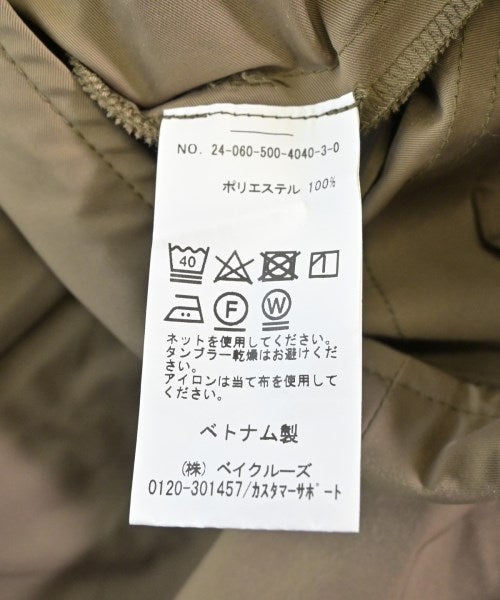 NO. 24-060-500-4040-3-0
ポリエステル 100%
40
F W
ネットを使用してください。
タンブラー乾燥はお避けくださ
い。
アイロンは当て布を使用して
ください。
ベトナム製
(株) ベイクルーズ
0120-301457/カスタマーサポート